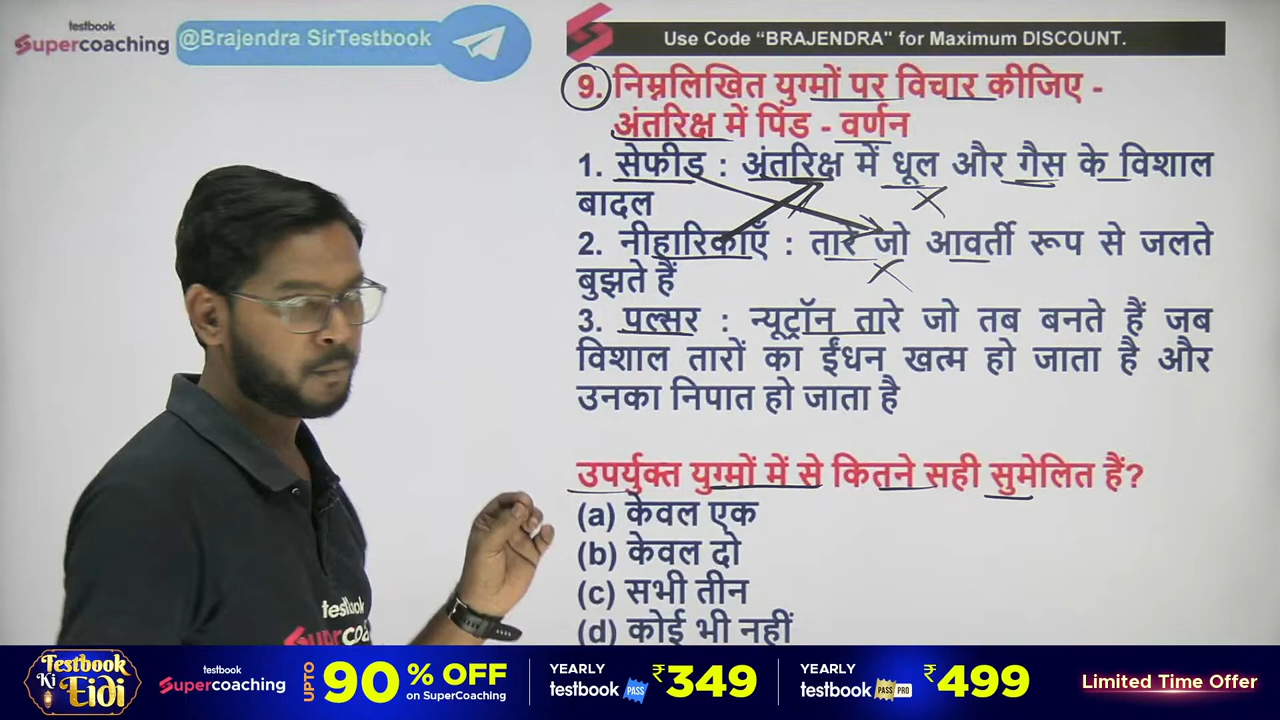 testbook
Supercoaching
@Brajendra SirTestbook
Use Code “BRAJENDRA" for Maximum DISCOUNT.
9. निम्नलिखित युग्मों पर विचार कीजिए -
अंतरिक्ष में पिंड - वर्णन
1. सेफीड : अंतरिक्ष में धूल और गैस के विशाल
बादल
2. नीहारिकाएँ : तारे जो आवर्ती रूप से जलते
बुझते हैं
3. पल्सर : न्यूट्रॉन तारे जो तब बनते हैं जब
विशाल तारों का ईंधन खत्म हो जाता है और
उनका निपात हो जाता है
उपर्युक्त युग्मों में से कितने सही सुमेलित हैं?
(a) केवल एक
(b) केवल दो
(c) सभी तीन
(d) कोई भी नहीं
testbook
Superco
Testbook
Ki
Eidi
testbook
Supercoaching
UPTO 90 % OFF
on SuperCoaching
YEARLY
testbook PASS
₹349
YEARLY
testbook PASS PRO
₹499
Limited Time Offer